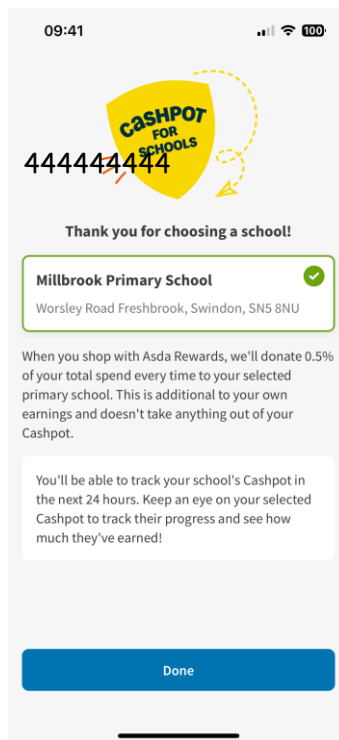 09:41
100
CASHPOT
FOR
SCHOOLS
444444444
Thank you for choosing a school!
Millbrook Primary School
Worsley Road Freshbrook, Swindon, SN5 8NU
When you shop with Asda Rewards, we'll donate 0.5%
of your total spend every time to your selected
primary school. This is additional to your own
earnings and doesn't take anything out of your
Cashpot.
You'll be able to track your school's Cashpot in
the next 24 hours. Keep an eye on your selected
Cashpot to track their progress and see how
much they've earned!
Done